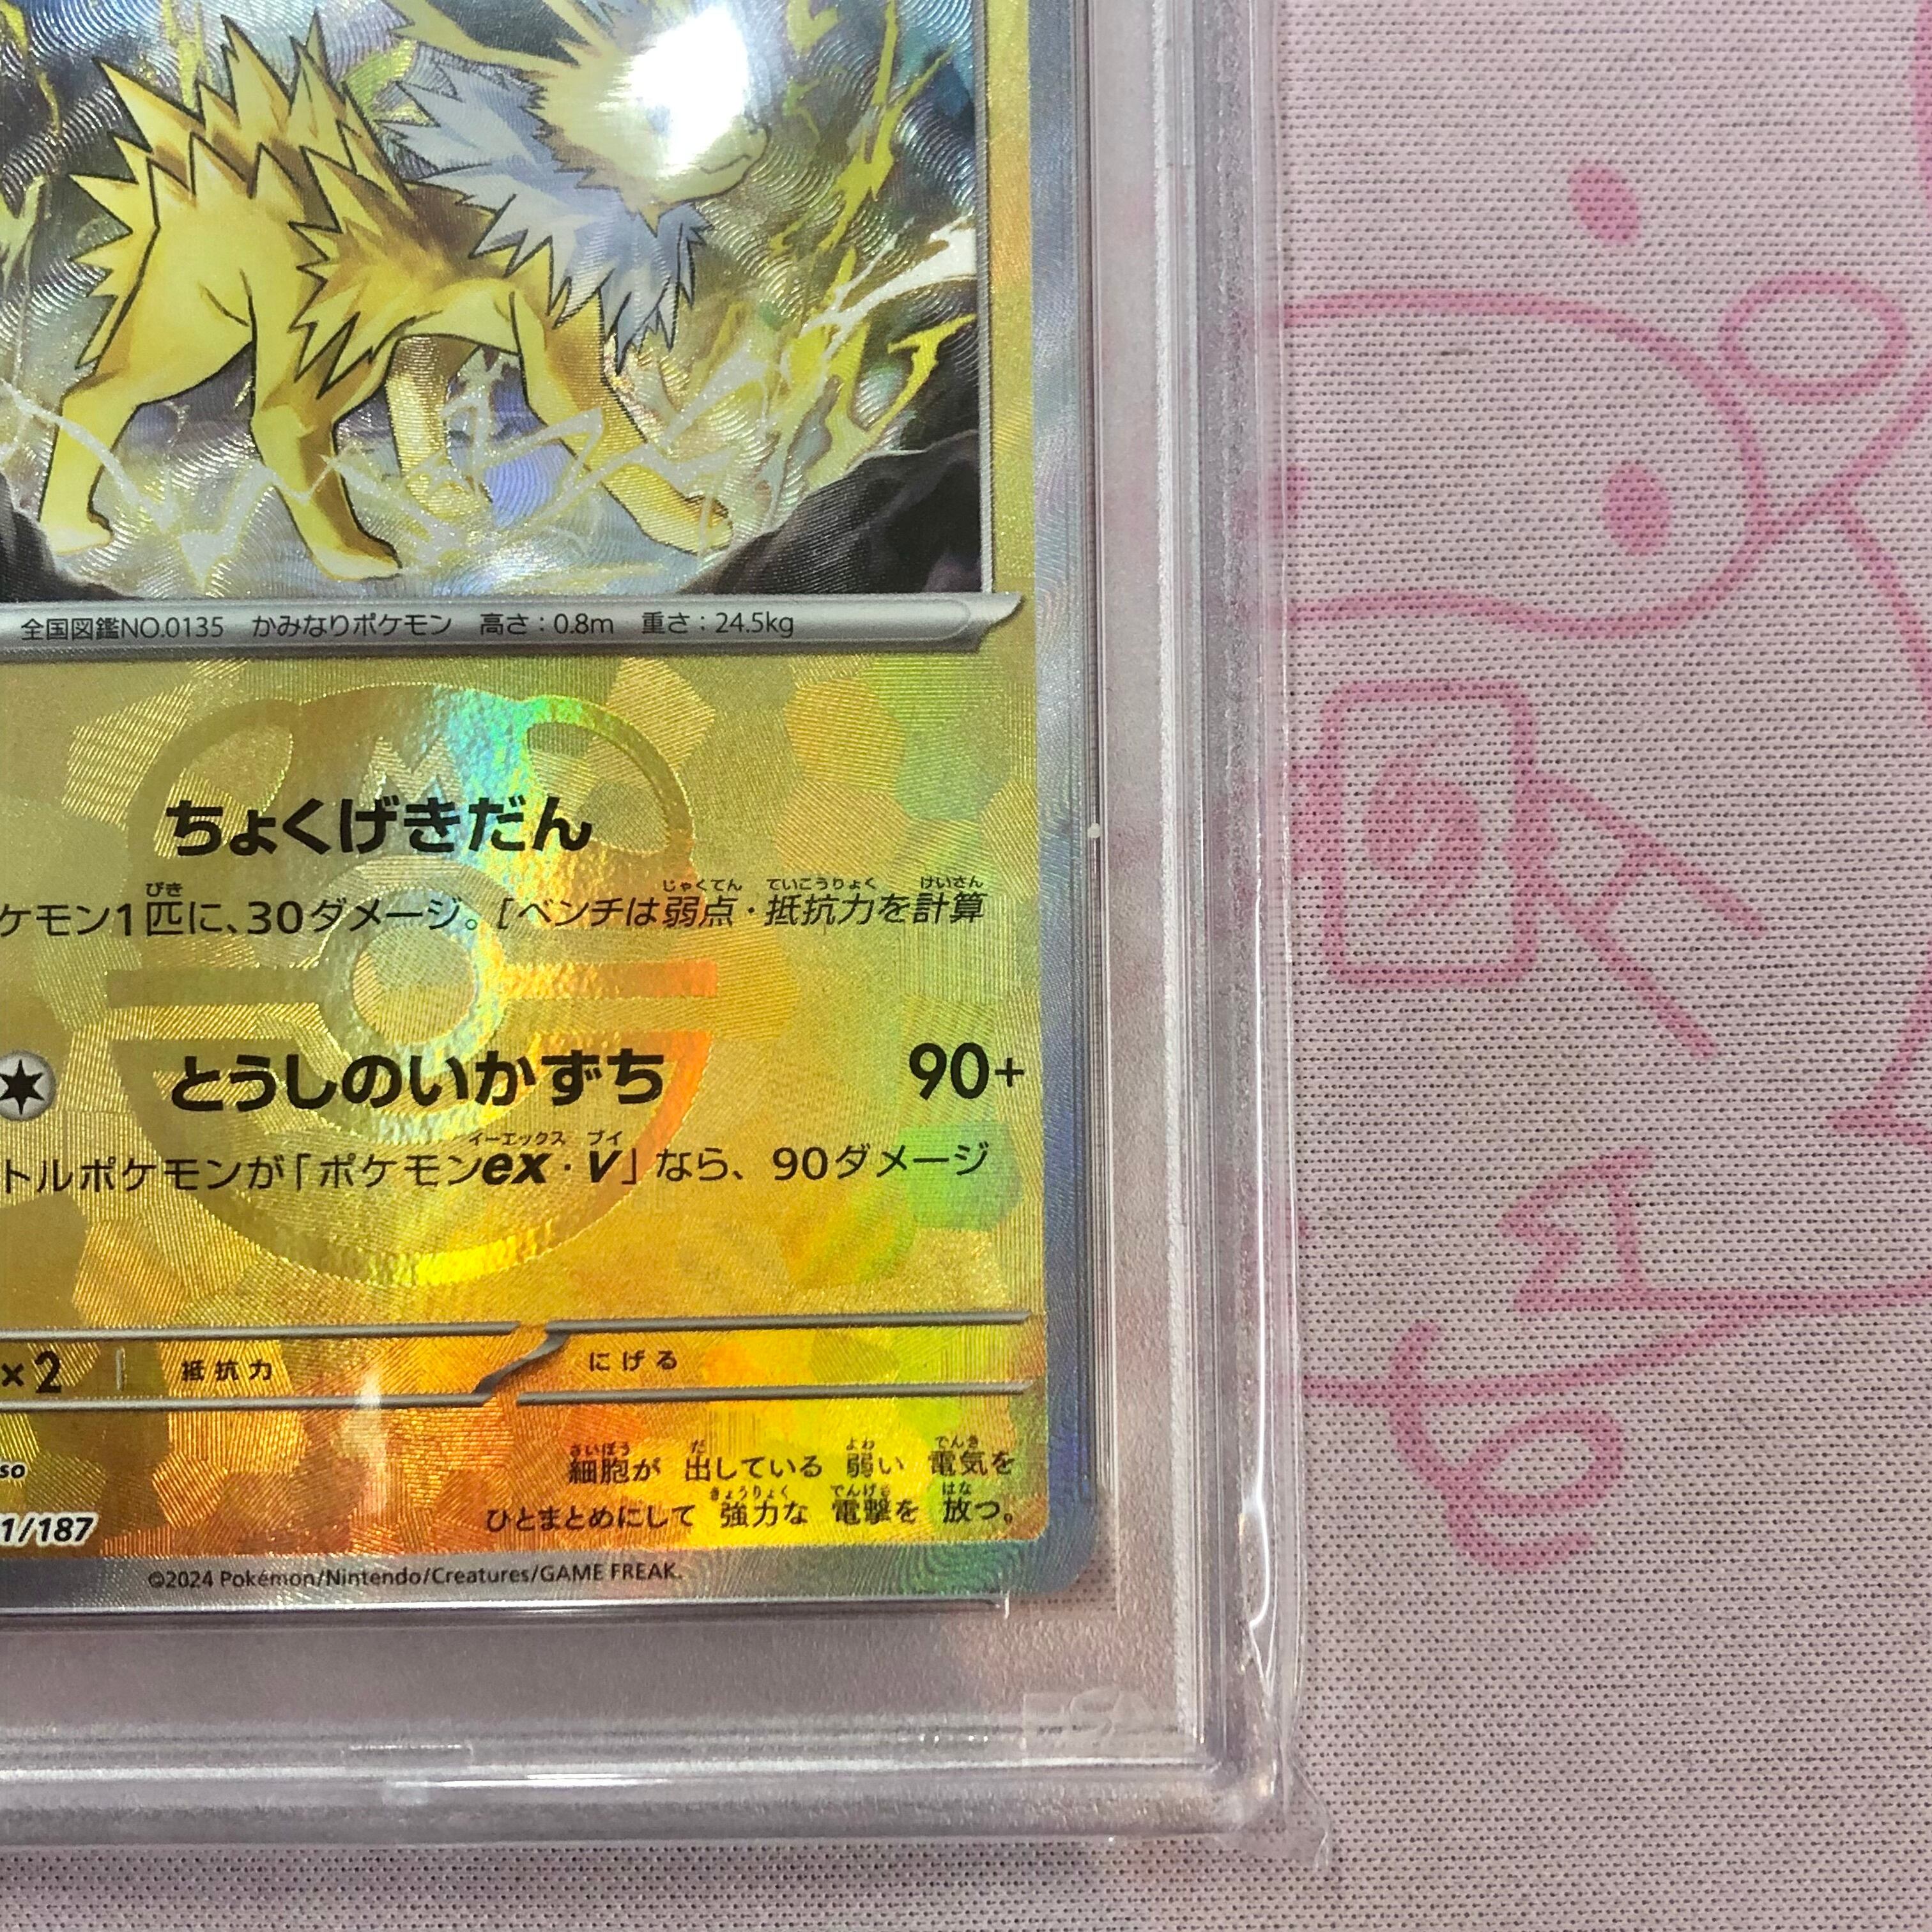 全国図鑑NO.0135 かみなりポケモン 高さ:0.8m 重さ:24.5kg
ちょくげきだん
びき じゃくてん ていこうりょく けいさん
ケモン1匹に、30ダメージ。[ベンチは弱点・抵抗力を計算
とうしのいかずち 90+
イーエックス ブイ
トルポケモンが「ポケモンex・V」なら、90ダメージ
×2 抵抗力 にげる
さいぼう だ よわ でんき
細胞が 出している 弱い 電気を
so
きょうりょく でんげき はな
ひとまとめにして 強力な 電撃を 放つ。
1/187
©2024 Pokémon/Nintendo/Creatures/GAME FREAK.
PSA